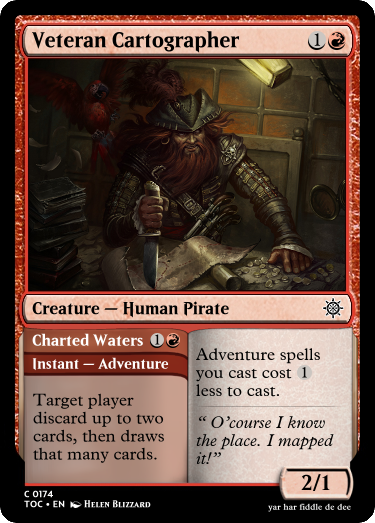 Veteran Cartographer 1
Creature — Human Pirate
Charted Waters 1
Instant — Adventure
Target player
discard up to two
cards, then draws
that many cards.
Adventure spells
you cast cost 1
less to cast.
“ O'course I know
the place. I mapped
it!”
2/1
C 0174
TOC • EN Helen Blizzard
yar har fiddle de dee